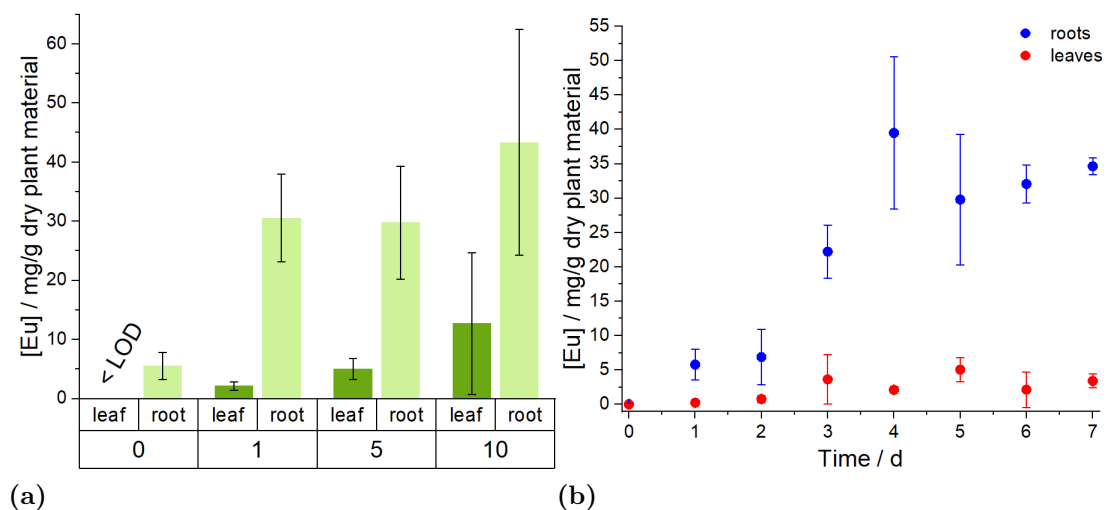 [Eu] / mg/g dry plant material
60
50
40
30
20
10
0
< LOD
leaf root leaf root leaf root leaf root
0 1 5 10
(a)
[Eu] / mg/g dry plant material
55
50
45
40
35
30
25
20
15
10
5
0
roots
leaves
0 1 2 3 4 5 6 7
Time / d
(b)